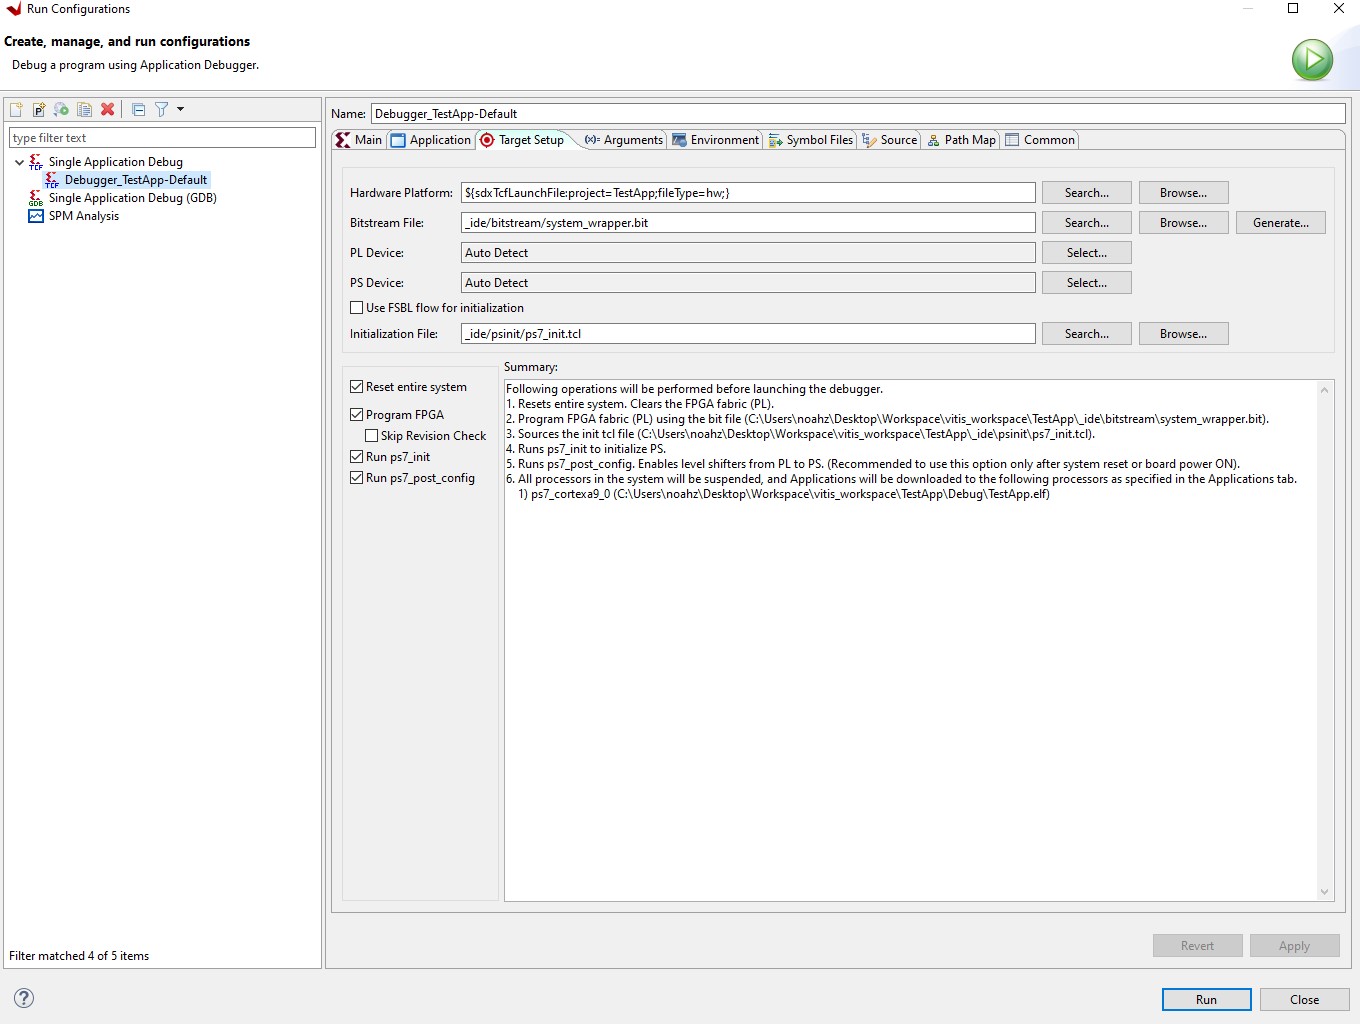 Run Configurations
Create, manage, and run configurations
Debug a program using Application Debugger.
type filter text
Single Application Debug
Debugger_TestApp-Default
Single Application Debug (GDB)
SPM Analysis
Filter matched 4 of 5 items
Name: Debugger_TestApp-Default
Main Application Target Setup (x)= Arguments Environment Symbol Files Source Path Map Common
Hardware Platform: ${sdxTcfLaunchFile:project=TestApp;fileType=hw;} Search... Browse...
Bitstream File: _ide/bitstream/system_wrapper.bit Search... Browse... Generate...
PL Device: Auto Detect Select...
PS Device: Auto Detect Select...
Use FSBL flow for initialization
Initialization File: _ide/psinit/ps7_init.tcl Search... Browse...
Reset entire system
Program FPGA
Skip Revision Check
Run ps7_init
Run ps7_post_config
Summary:
Following operations will be performed before launching the debugger.
1. Resets entire system. Clears the FPGA fabric (PL).
2. Program FPGA fabric (PL) using the bit file (C:\Users\noahz\Desktop\Workspace\vitis_workspace\TestApp\_ide\bitstream\system_wrapper.bit).
3. Sources the init tcl file (C:\Users\noahz\Desktop\Workspace\vitis_workspace\TestApp\_ide\psinit\ps7_init.tcl).
4. Runs ps7_init to initialize PS.
5. Runs ps7_post_config. Enables level shifters from PL to PS. (Recommended to use this option only after system reset or board power ON).
6. All processors in the system will be suspended, and Applications will be downloaded to the following processors as specified in the Applications tab.
1) ps7_cortexa9_0 (C:\Users\noahz\Desktop\Workspace\vitis_workspace\TestApp\Debug\TestApp.elf)
Revert Apply
Run Close